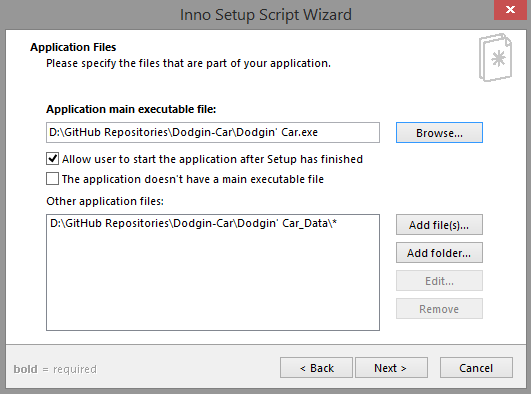 Inno Setup Script Wizard
Application Files
Please specify the files that are part of your application.
Application main executable file:
D:\GitHub Repositories\Dodgin-Car\Dodgin' Car.exe
Browse...
Allow user to start the application after Setup has finished
The application doesn't have a main executable file
Other application files:
D:\GitHub Repositories\Dodgin-Car\Dodgin' Car_Data\*
Add file(s)...
Add folder...
Edit...
Remove
bold = required
< Back
Next >
Cancel